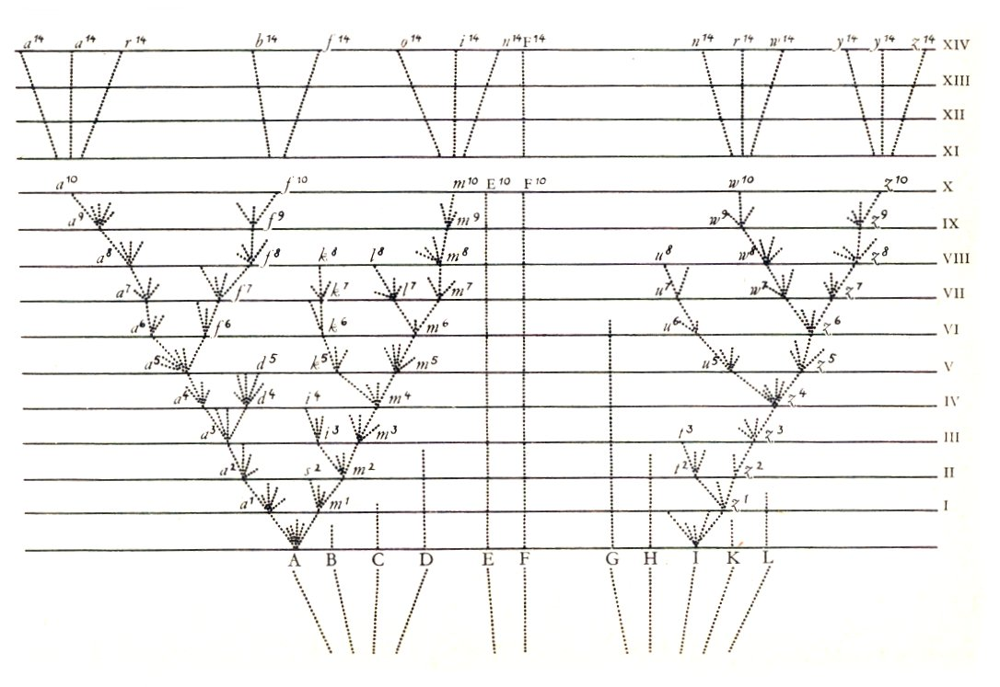 a¹⁴ a¹⁴ r¹⁴ b¹⁴ f¹⁴ o¹⁴ i¹⁴ n¹⁴ F¹⁴ n¹⁴ r¹⁴ w¹⁴ y¹⁴ y¹⁴ z¹⁴ XIV
XIII
XII
XI
a¹⁰ f¹⁰ m¹⁰ E¹⁰ F¹⁰ w¹⁰ z¹⁰ X
a⁹ f⁹ m⁹ w⁹ z⁹ IX
a⁸ f⁸ k⁸ l⁸ m⁸ u⁸ w⁸ z⁸ VIII
a⁷ f⁷ k⁷ l⁷ m⁷ u⁷ w⁷ z⁷ VII
a⁶ f⁶ k⁶ m⁶ u⁶ z⁶ VI
a⁵ d⁵ k⁵ m⁵ u⁵ z⁵ V
a⁴ d⁴ i⁴ m⁴ z⁴ IV
a³ i³ m³ t³ z³ III
a² s² m² t² z² II
a¹ m¹ z¹ I
A B C D E F G H I K L